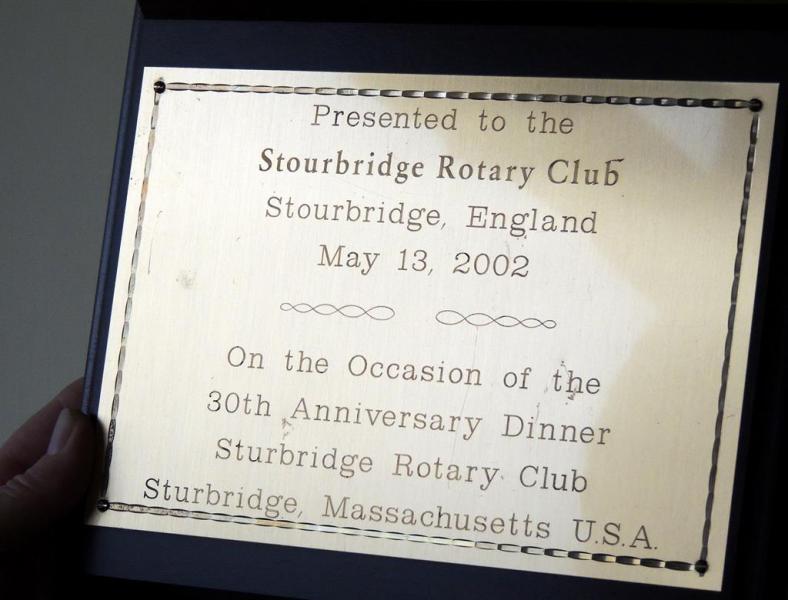 Presented to the
Stourbridge Rotary Club
Stourbridge, England
May 13, 2002
On the Occasion of the
30th Anniversary Dinner
Sturbridge Rotary Club
Sturbridge, Massachusetts U.S.A.